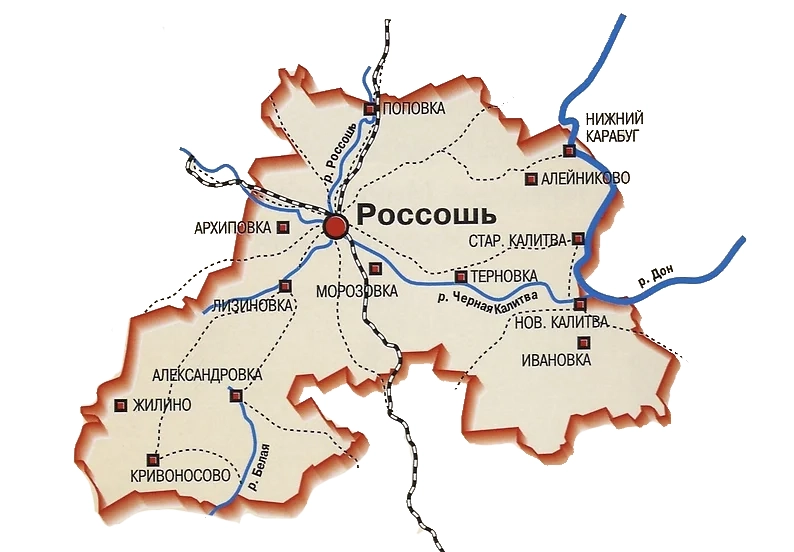 ПОПОВКА
НИЖНИЙ
КАРАБУГ
р. Россошь
АЛЕЙНИКОВО
Россошь
АРХИПОВКА
СТАР. КАЛИТВА
р. Дон
ТЕРНОВКА
МОРОЗОВКА
р. Черная Калитва
ЛИЗИНОВКА
НОВ. КАЛИТВА
ИВАНОВКА
АЛЕКСАНДРОВКА
ЖИЛИНО
КРИВОНОСОВО
р. Белая